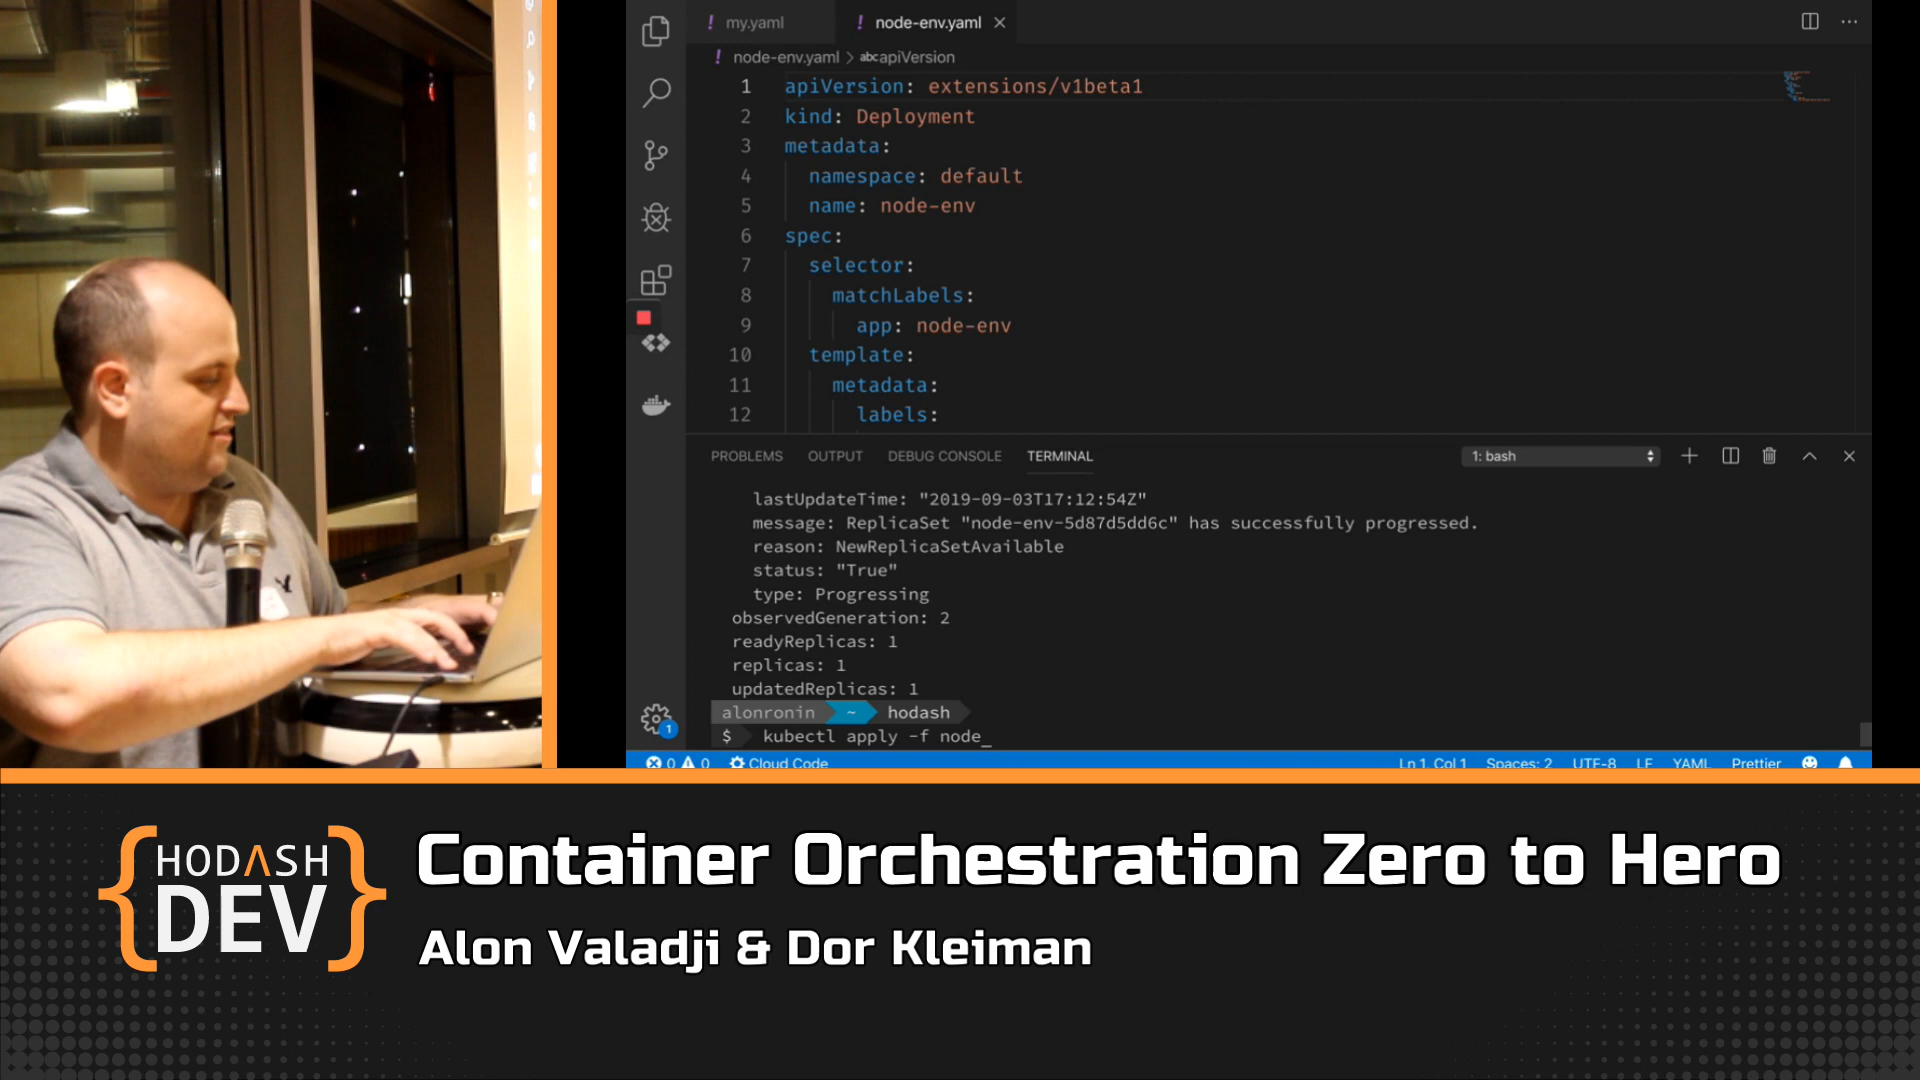 my.yaml
node-env.yaml
node-env.yaml > abc apiVersion
1 apiVersion: extensions/v1beta1
2 kind: Deployment
3 metadata:
4 namespace: default
5 name: node-env
6 spec:
7 selector:
8 matchLabels:
9 app: node-env
10 template:
11 metadata:
12 labels:
PROBLEMS OUTPUT DEBUG CONSOLE TERMINAL 1: bash
lastUpdateTime: "2019-09-03T17:12:54Z"
message: ReplicaSet "node-env-5d87d5dd6c" has successfully progressed.
reason: NewReplicaSetAvailable
status: "True"
type: Progressing
observedGeneration: 2
readyReplicas: 1
replicas: 1
updatedReplicas: 1
alonronin ~ hodash
$ kubectl apply -f node_
1
0 0 Cloud Code Ln 1, Col 1 Spaces: 2 UTF-8 LF YAML Prettier
{HODASH
DEV}
Container Orchestration Zero to Hero
Alon Valadji & Dor Kleiman